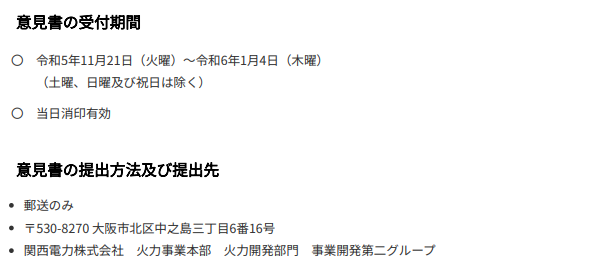 意見書の受付期間
○　令和5年11月21日（火曜）～令和6年1月4日（木曜）
（土曜、日曜及び祝日は除く）
○　当日消印有効
意見書の提出方法及び提出先
• 郵送のみ
• 〒530-8270 大阪市北区中之島三丁目6番16号
• 関西電力株式会社　火力事業本部　火力開発部門　事業開発第二グループ